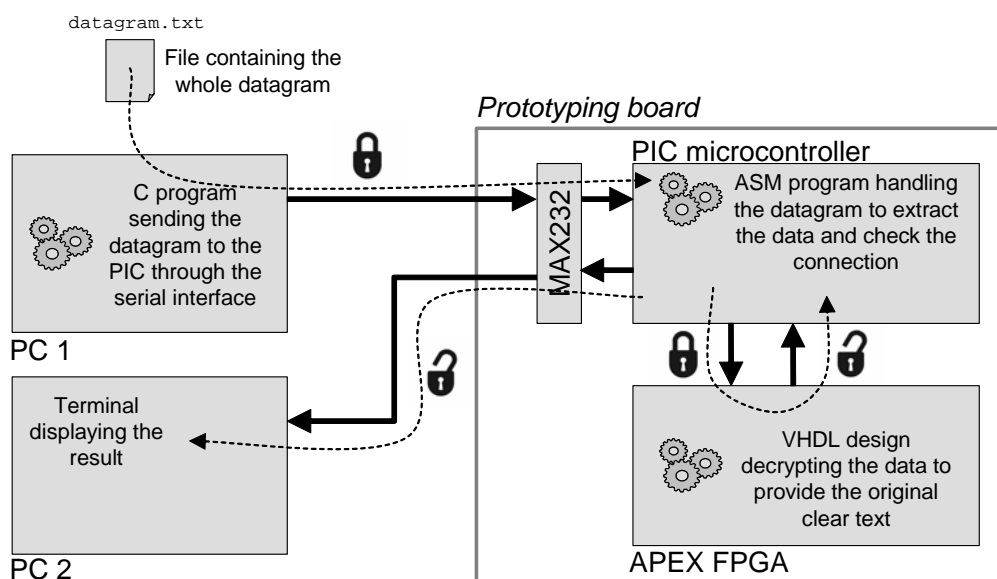 datagram.txt
File containing the
whole datagram
Prototyping board
PIC microcontroller
C program
sending the
datagram to the
PIC through the
serial interface
PC 1
MAX232
ASM program handling
the datagram to extract
the data and check the
connection
Terminal
displaying the
result
PC 2
VHDL design
decrypting the data to
provide the original
clear text
APEX FPGA